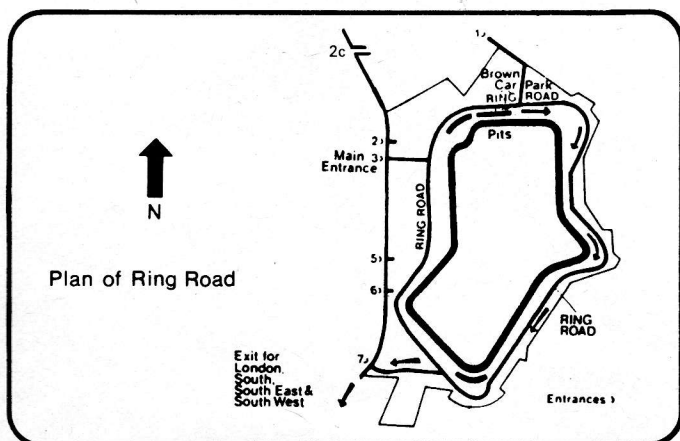 1›
2c
Brown
Car Park
RING ROAD
2›
Pits
Main 3›
Entrance
RING ROAD
N
5›
Plan of Ring Road
6›
RING
ROAD
Exit for
London,
South,
South East &
South West
7›
Entrances ›